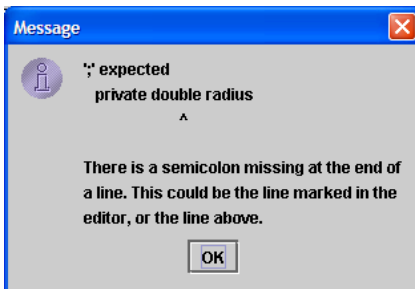 Message
';' expected
private double radius
^
There is a semicolon missing at the end of
a line. This could be the line marked in the
editor, or the line above.
OK